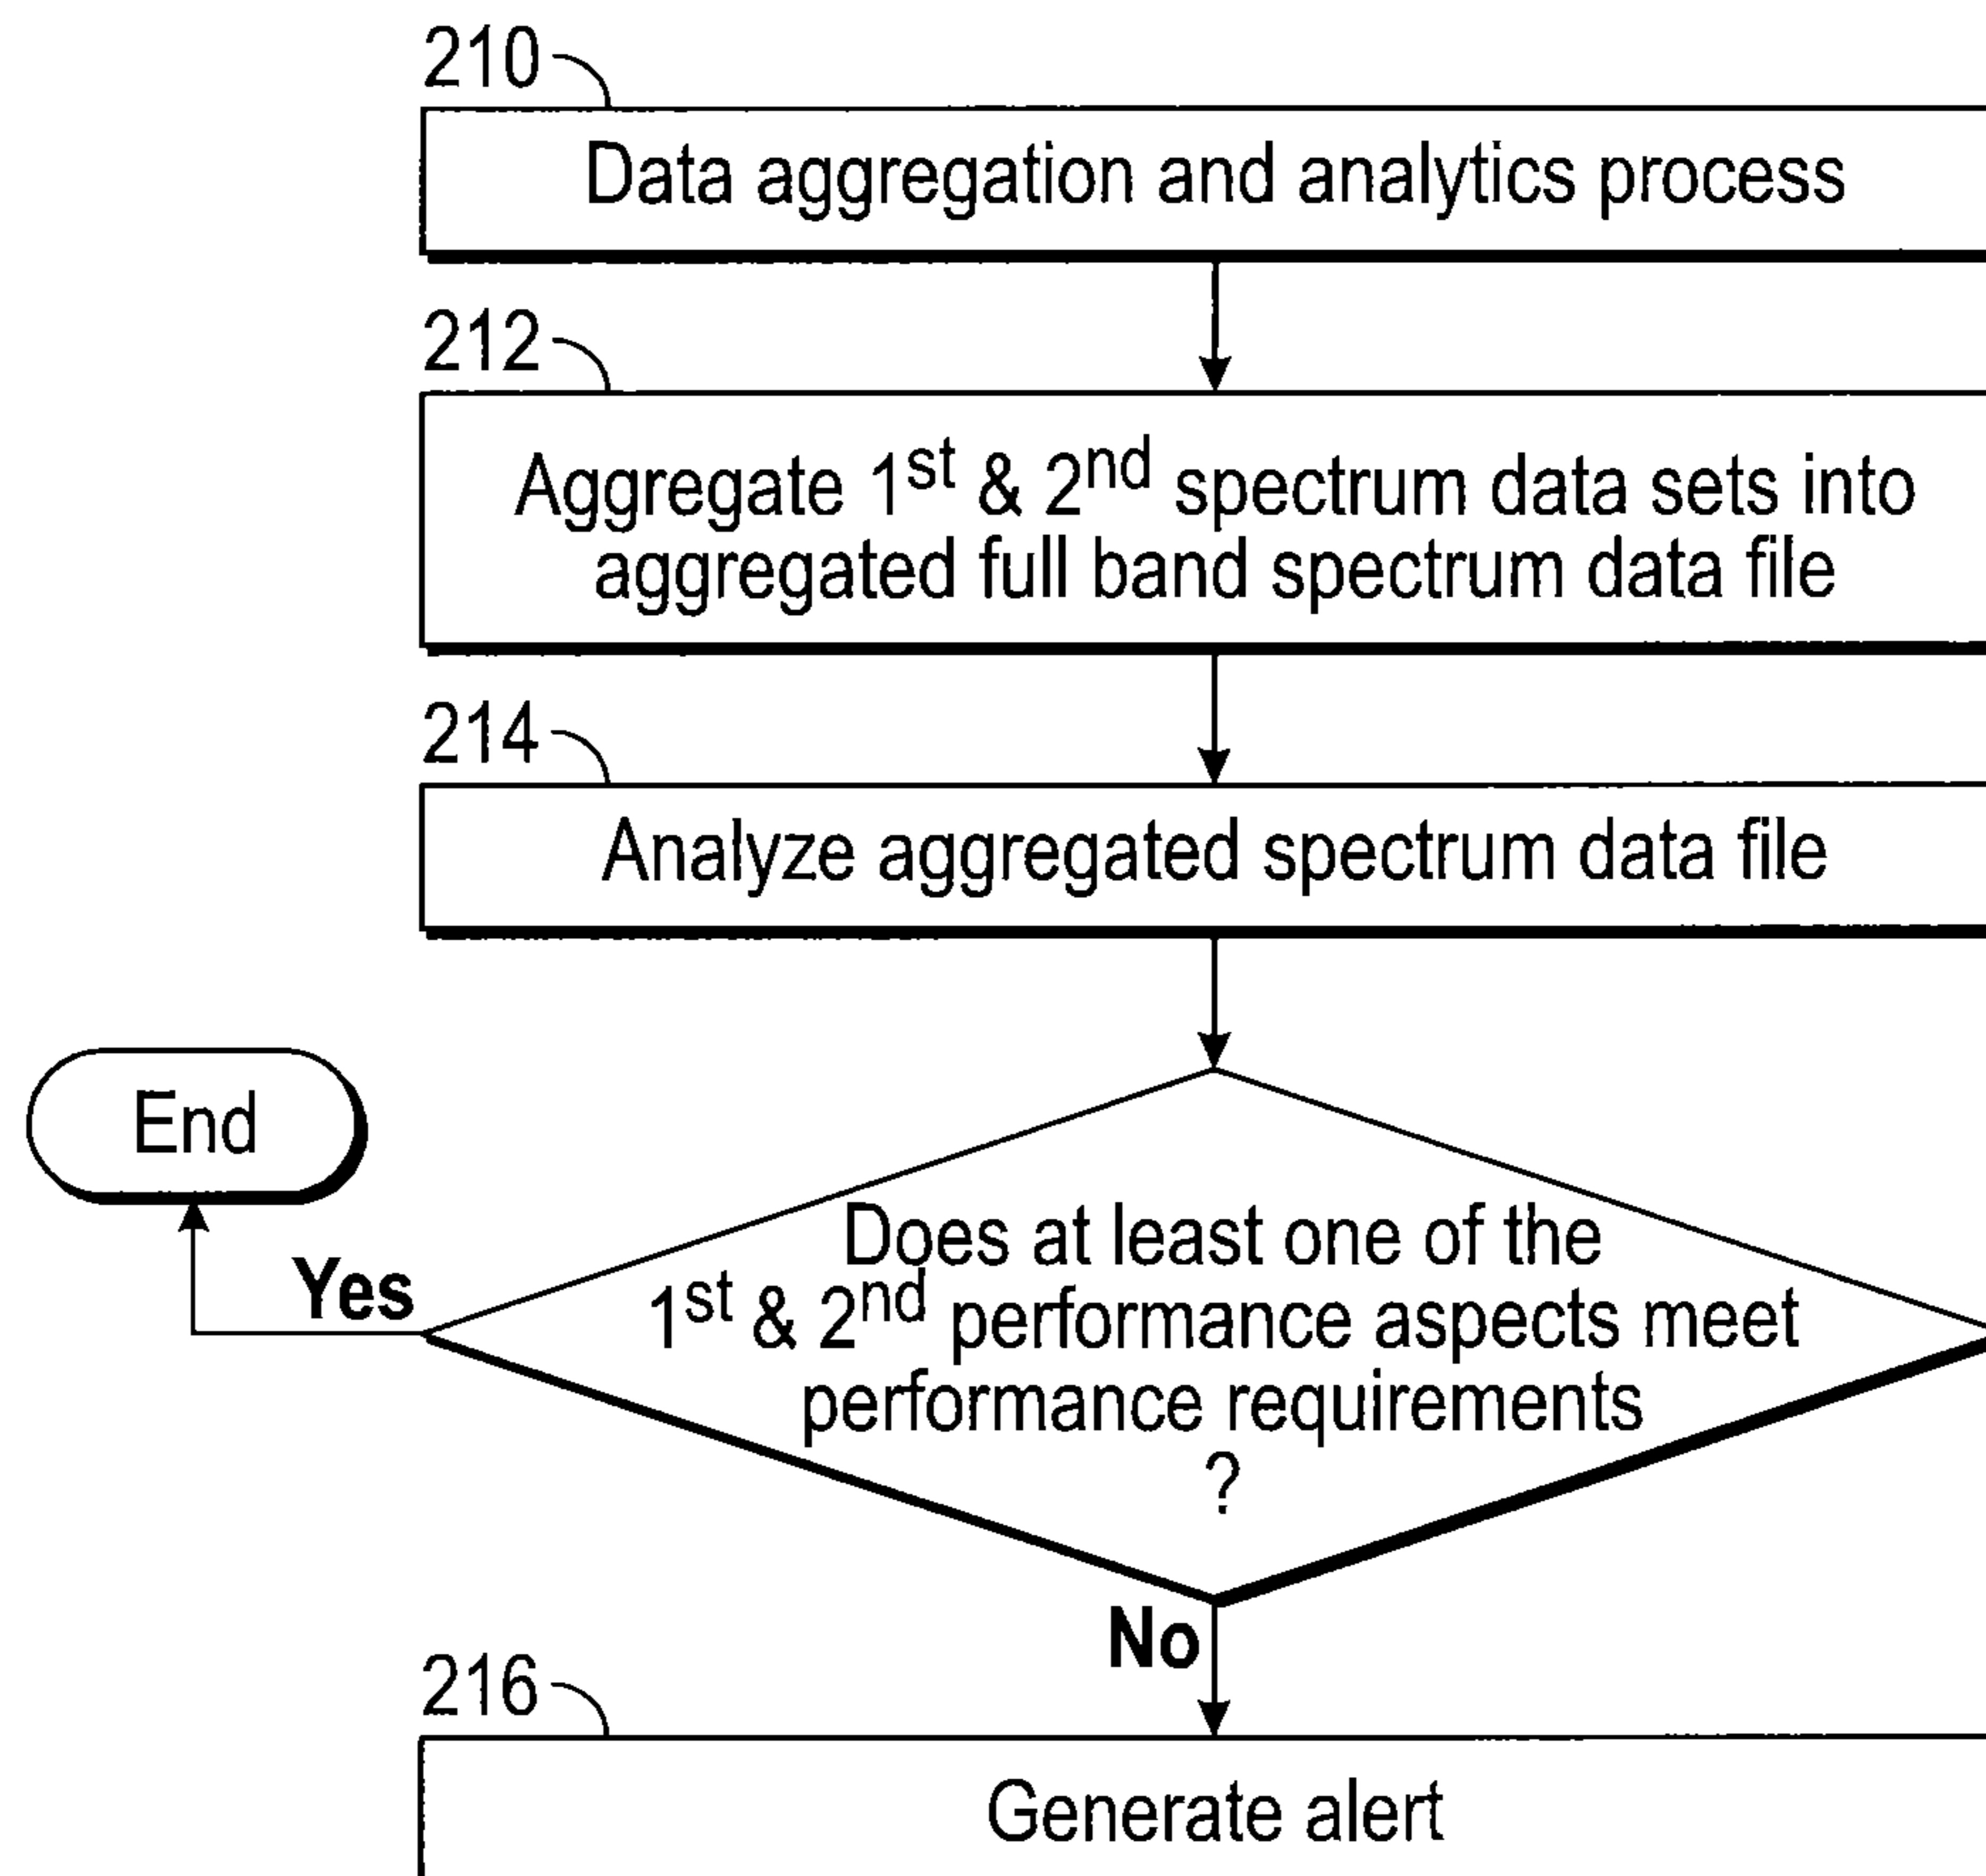 210
Data aggregation and analytics process
212
Aggregate 1st & 2nd spectrum data sets into
aggregated full band spectrum data file
214
Analyze aggregated spectrum data file
End
Does at least one of the
Yes
1st & 2nd performance aspects meet
performance requirements
?
No
216
Generate alert